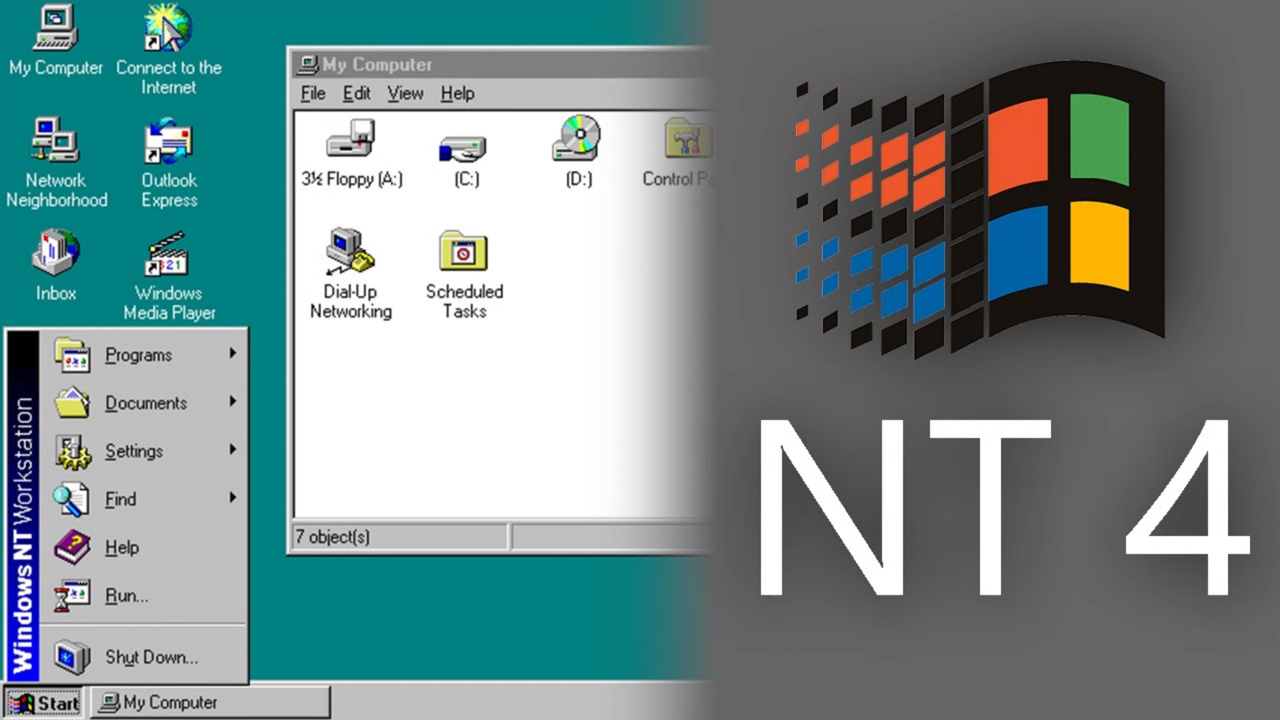 My Computer
Connect to the
Internet
Network
Neighborhood
Outlook
Express
Inbox
Windows
Media Player
My Computer
File Edit View Help
3½ Floppy (A:)
(C:)
(D:)
Control
Dial-Up
Networking
Scheduled
Tasks
7 object(s)
Windows NT Workstation
Programs
Documents
Settings
Find
Help
Run...
Shut Down...
Start
My Computer
NT 4